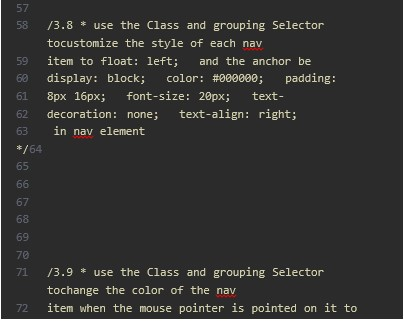 57
58 /3.8 * use the Class and grouping Selector
tocustomize the style of each nav
59 item to float: left;   and the anchor be
60 display: block;   color: #000000;   padding:
61 8px 16px;   font-size: 20px;   text-
62 decoration: none;   text-align: right;
63  in nav element
*/64
65
66
67
68
69
70
71 /3.9 * use the Class and grouping Selector
tochange the color of the nav
72 item when the mouse pointer is pointed on it to